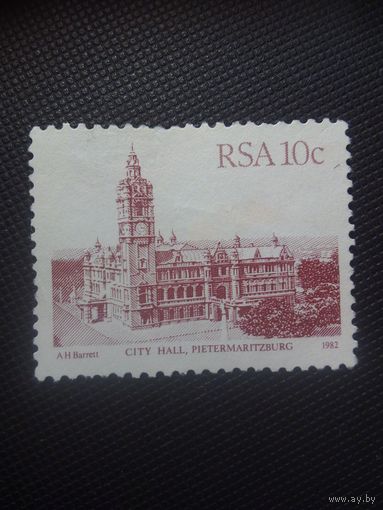 RSA 10c
CITY HALL, PIETERMARITZBURG
A H Barrett
1982
www.ay.by